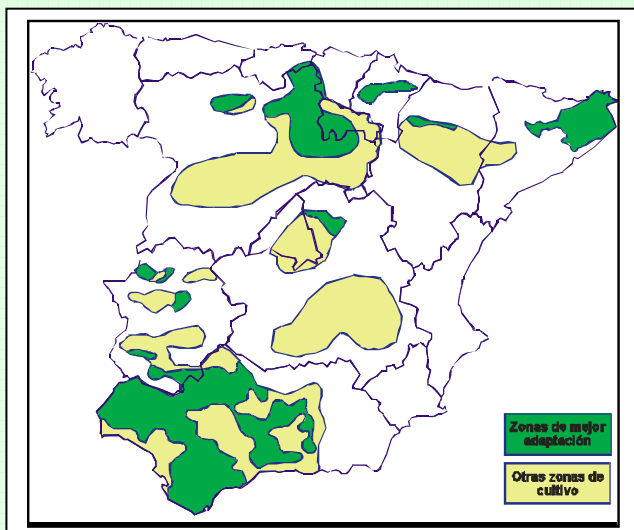 Zonas de mejor
adaptación
Otras zonas de
cultivo